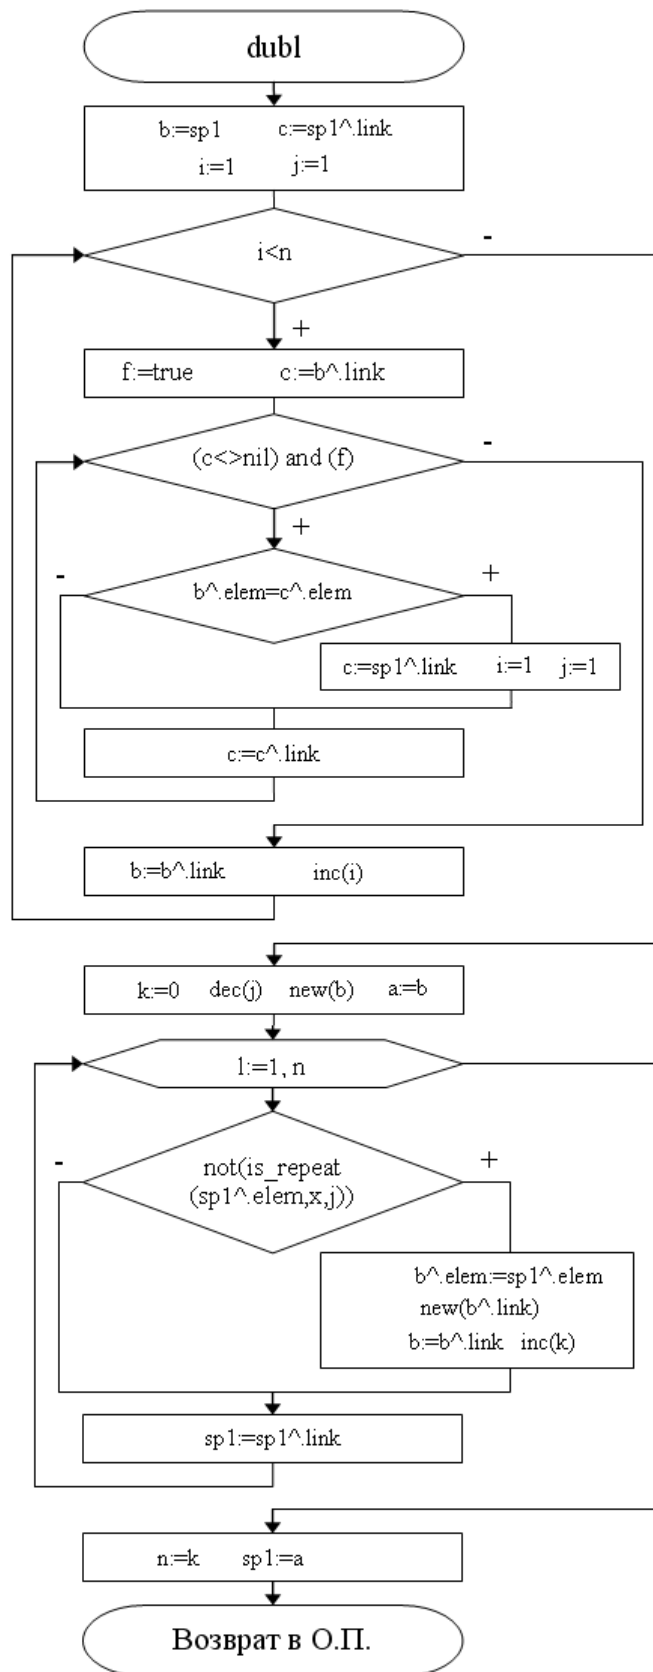 dubl
b:=sp1 c:=sp1^.link
i:=1 j:=1
i<n
-
+
f:=true c:=b^.link
(c<>nil) and (f)
-
+
-
b^.elem=c^.elem
+
c:=sp1^.link i:=1 j:=1
c:=c^.link
b:=b^.link inc(i)
k:=0 dec(j) new(b) a:=b
l:=1, n
-
not(is_repeat
(sp1^.elem,x,j))
+
b^.elem:=sp1^.elem
new(b^.link)
b:=b^.link inc(k)
sp1:=sp1^.link
n:=k sp1:=a
Возврат в О.П.